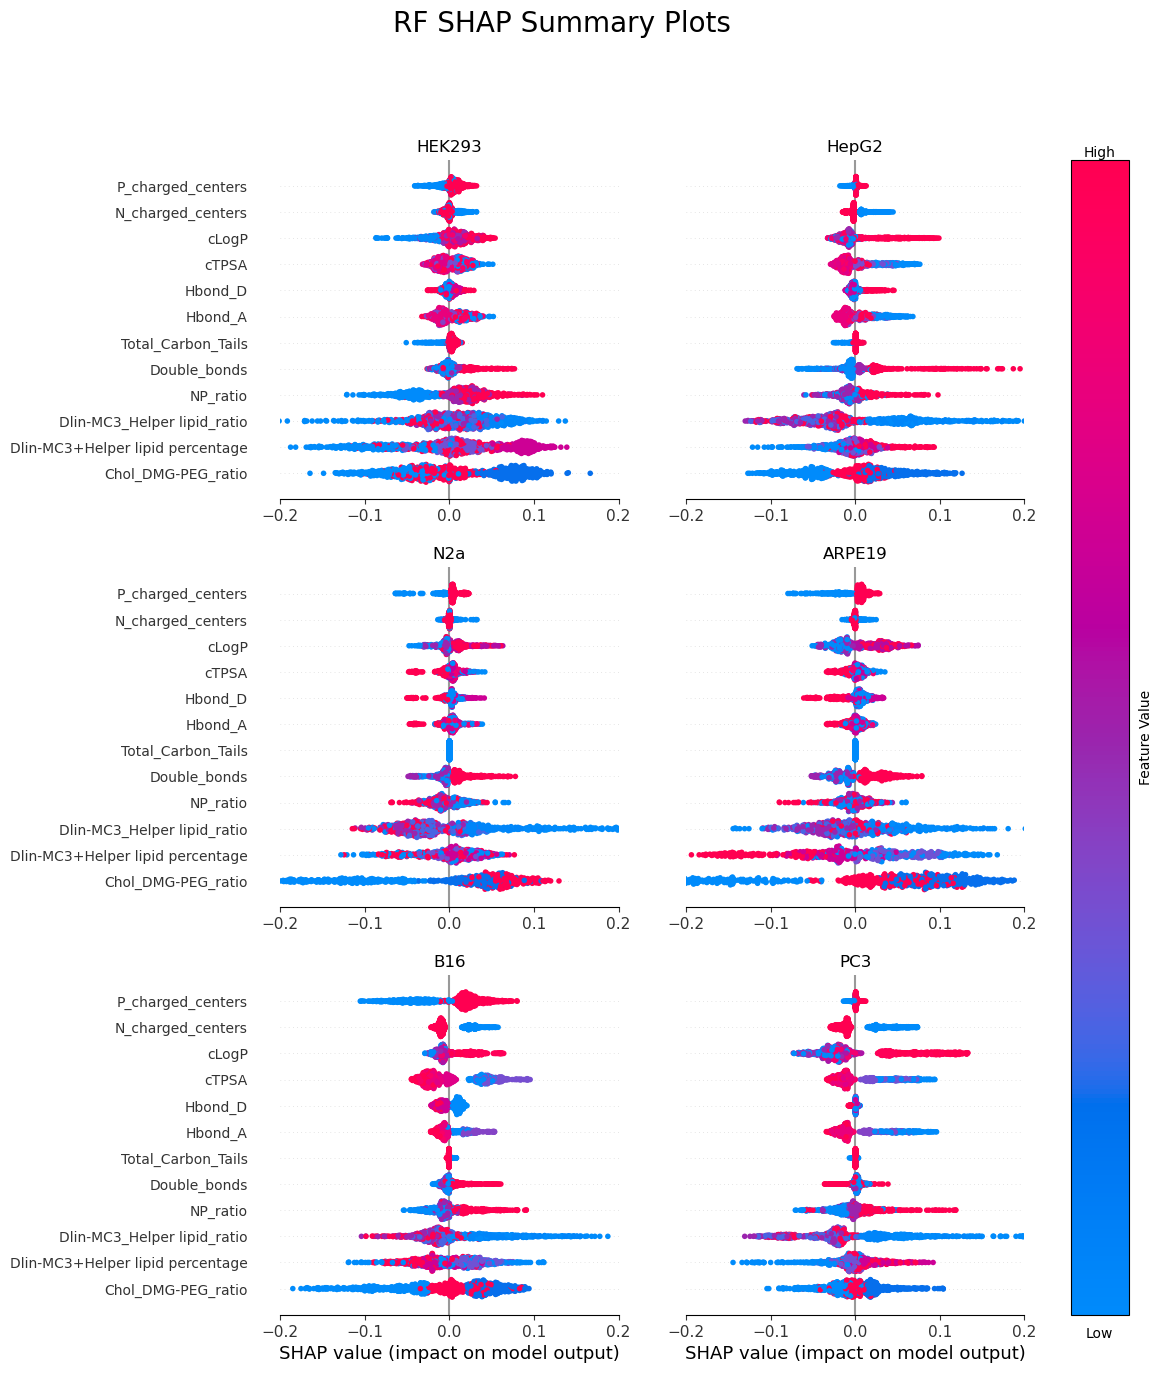 RF SHAP Summary Plots
HEK293
HepG2
High
P_charged_centers
N_charged_centers
cLogP
cTPSA
Hbond_D
Hbond_A
Total_Carbon_Tails
Double_bonds
NP_ratio
Dlin-MC3_Helper lipid_ratio
Dlin-MC3+Helper lipid percentage
Chol_DMG-PEG_ratio
−0.2 −0.1 0.0 0.1 0.2
−0.2 −0.1 0.0 0.1 0.2
N2a
ARPE19
P_charged_centers
N_charged_centers
cLogP
cTPSA
Hbond_D
Hbond_A
Total_Carbon_Tails
Double_bonds
NP_ratio
Dlin-MC3_Helper lipid_ratio
Dlin-MC3+Helper lipid percentage
Chol_DMG-PEG_ratio
−0.2 −0.1 0.0 0.1 0.2
−0.2 −0.1 0.0 0.1 0.2
Feature Value
B16
PC3
P_charged_centers
N_charged_centers
cLogP
cTPSA
Hbond_D
Hbond_A
Total_Carbon_Tails
Double_bonds
NP_ratio
Dlin-MC3_Helper lipid_ratio
Dlin-MC3+Helper lipid percentage
Chol_DMG-PEG_ratio
−0.2 −0.1 0.0 0.1 0.2
−0.2 −0.1 0.0 0.1 0.2
SHAP value (impact on model output)
SHAP value (impact on model output)
Low